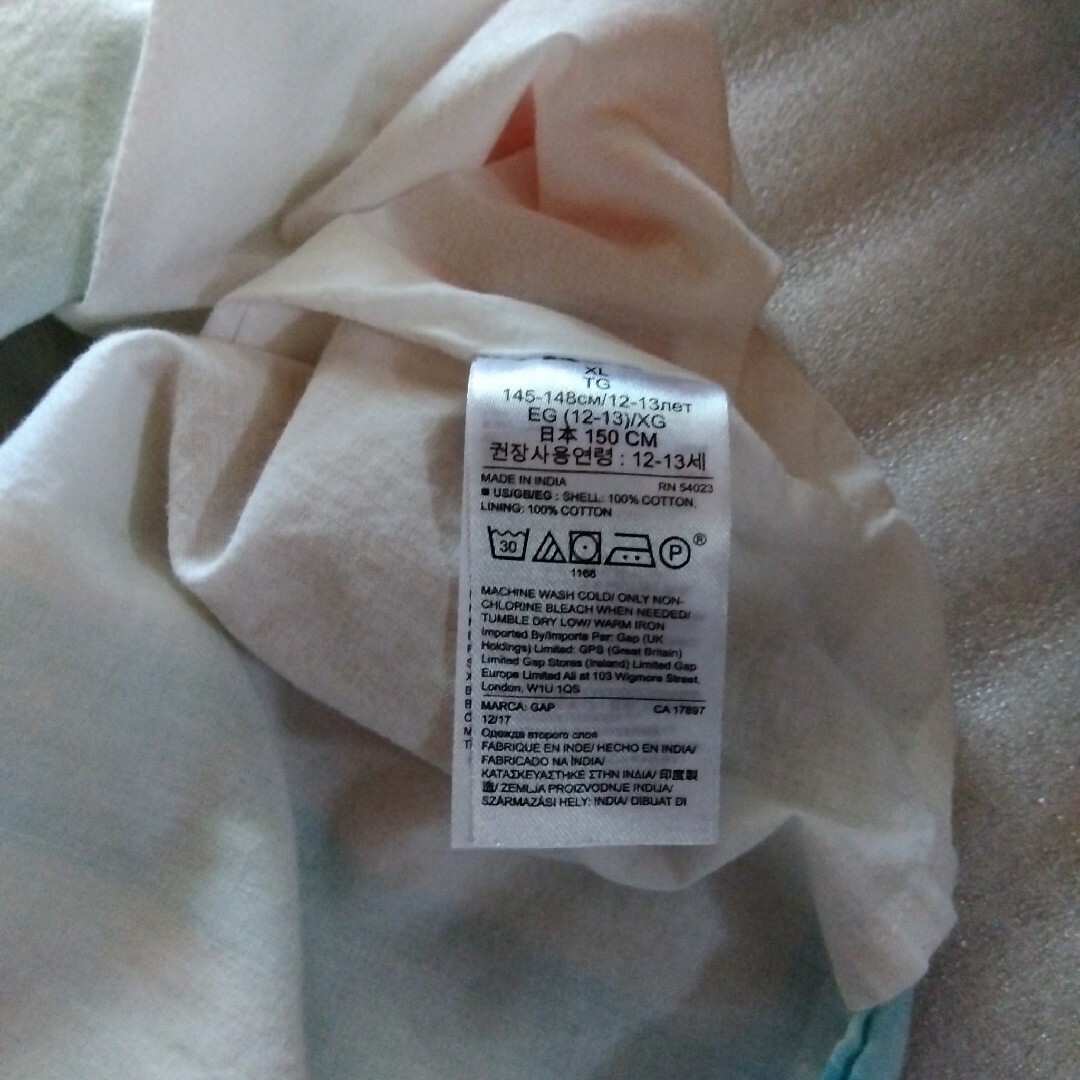 XL
TG
145-148см/12-13лет
EG (12-13)/XG
日本 150 CM
권장사용연령 : 12-13세
MADE IN INDIA RN 54023
■ US/GB/EG : SHELL: 100% COTTON,
LINING: 100% COTTON
30 P ®
1166
MACHINE WASH COLD/ ONLY NON-
CHLORINE BLEACH WHEN NEEDED/
TUMBLE DRY LOW/ WARM IRON
Imported By/Importe Par: Gap (UK
Holdings) Limited: GPS (Great Britain)
Limited Gap Stores (Ireland) Limited Gap
Europe Limited All at 103 Wigmore Street,
London, W1U 1QS
MARCA: GAP CA 17897
12/17
Одежда второго слоя
FABRIQUE EN INDE/ HECHO EN INDIA/
FABRICADO NA ÍNDIA/
ΚΑΤΑΣΚΕΥΑΣΤΗΚΕ ΣΤΗΝ ΙΝΔΙΑ/ 印度製
造/ ZEMLJA PROIZVODNJE INDIJA/
SZÁRMAZÁSI HELY: INDIA/ DIBUAT DI